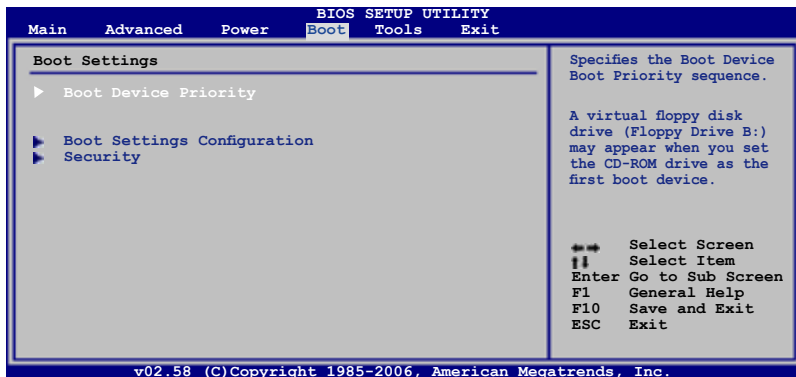 BIOS SETUP UTILITY
Main Advanced Power Boot Tools Exit
Boot Settings
Boot Device Priority
Boot Settings Configuration
Security
Specifies the Boot Device
Boot Priority sequence.
A virtual floppy disk
drive (Floppy Drive B:)
may appear when you set
the CD-ROM drive as the
first boot device.
Select Screen
Select Item
Enter Go to Sub Screen
F1 General Help
F10 Save and Exit
ESC Exit
v02.58 (C)Copyright 1985-2006, American Megatrends, Inc.